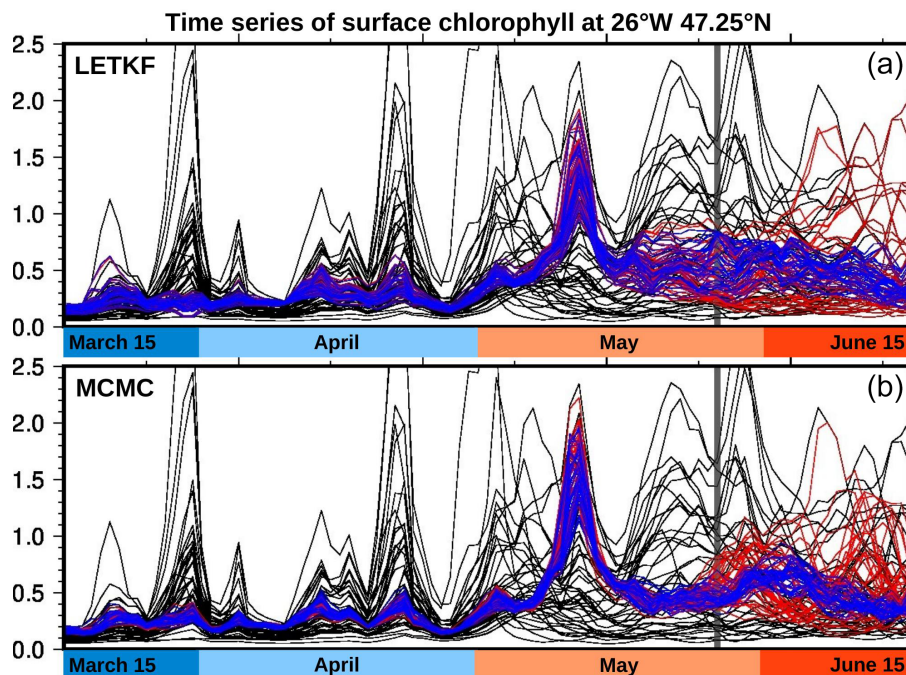 Time series of surface chlorophyll at 26°W 47.25°N
2.5
LETKF
(a)
2.0
1.5
1.0
0.5
0.0
March 15 April May June 15
2.5
MCMC
(b)
2.0
1.5
1.0
0.5
0.0
March 15 April May June 15